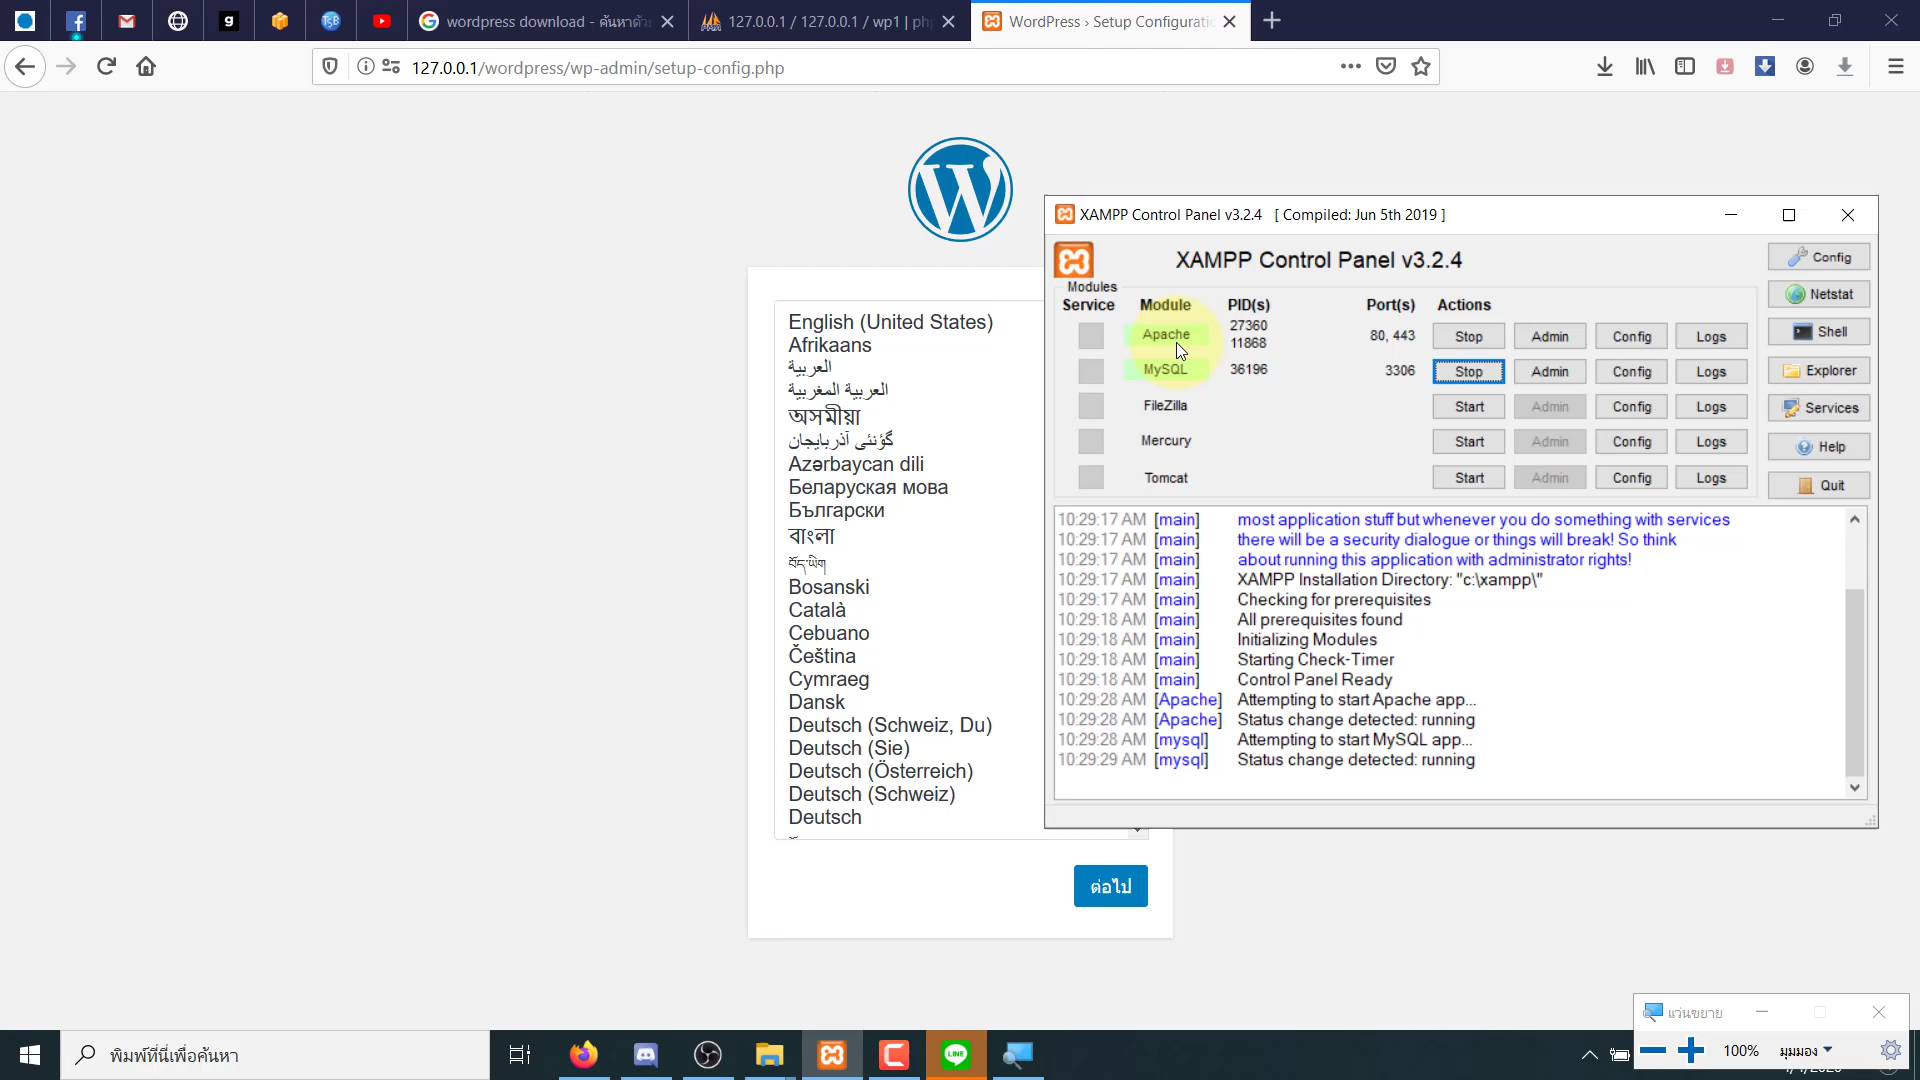 wordpress download - ค้นหาด้ว
127.0.0.1 / 127.0.0.1 / wp1 | ph
WordPress › Setup Configurati
127.0.0.1/wordpress/wp-admin/setup-config.php
English (United States)
Afrikaans
العربية
العربية المغربية
অসমীয়া
گؤنئی آذربایجان
Azərbaycan dili
Беларуская мова
Български
বাংলা
བོད་ཡིག
Bosanski
Català
Cebuano
Čeština
Cymraeg
Dansk
Deutsch (Schweiz, Du)
Deutsch (Sie)
Deutsch (Österreich)
Deutsch (Schweiz)
Deutsch
ต่อไป
XAMPP Control Panel v3.2.4 [ Compiled: Jun 5th 2019 ]
XAMPP Control Panel v3.2.4
Config
Modules
Service Module PID(s) Port(s) Actions
Netstat
Apache 27360 11868 80, 443 Stop Admin Config Logs
Shell
MySQL 36196 3306 Stop Admin Config Logs
Explorer
FileZilla Start Admin Config Logs
Services
Mercury Start Admin Config Logs
Help
Tomcat Start Admin Config Logs
Quit
10:29:17 AM [main] most application stuff but whenever you do something with services
10:29:17 AM [main] there will be a security dialogue or things will break! So think
10:29:17 AM [main] about running this application with administrator rights!
10:29:17 AM [main] XAMPP Installation Directory: "c:\xampp\"
10:29:17 AM [main] Checking for prerequisites
10:29:18 AM [main] All prerequisites found
10:29:18 AM [main] Initializing Modules
10:29:18 AM [main] Starting Check-Timer
10:29:18 AM [main] Control Panel Ready
10:29:28 AM [Apache] Attempting to start Apache app...
10:29:28 AM [Apache] Status change detected: running
10:29:28 AM [mysql] Attempting to start MySQL app...
10:29:29 AM [mysql] Status change detected: running
แว่นขยาย
100% มุมมอง
พิมพ์ที่นี่เพื่อค้นหา
LINE